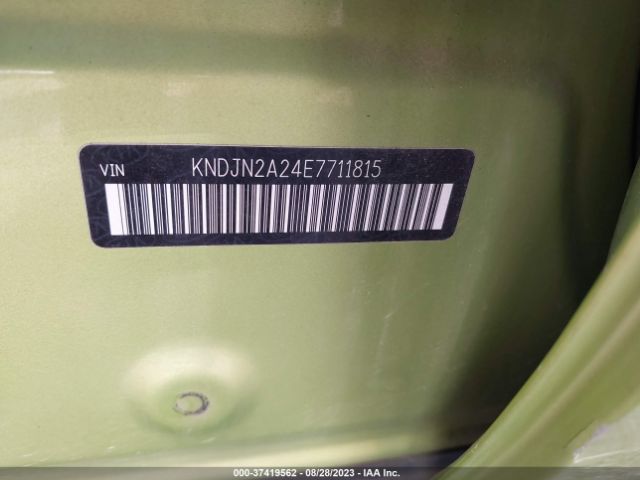 VIN KNDJN2A24E7711815
000-37419562 - 08/28/2023 - IAA Inc.